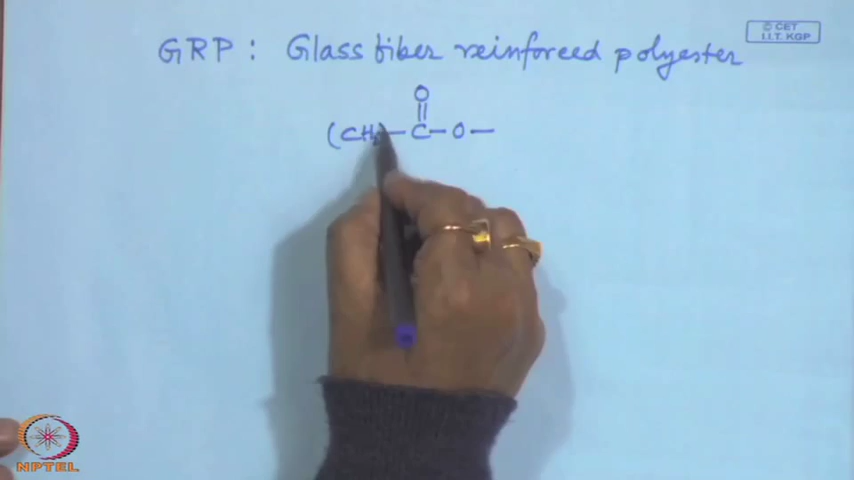 © CET
I.I.T. KGP
GRP : Glass fiber reinforced polyester
O
(CH₂)— C — O —
NPTEL